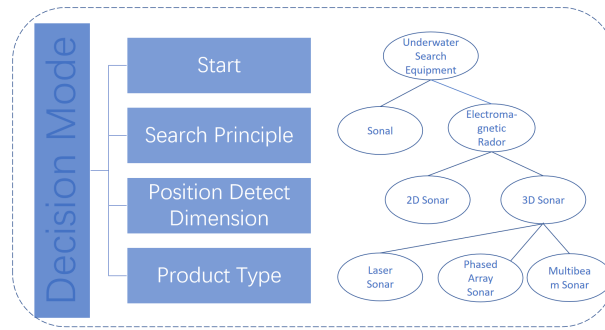 Decision Mode
Start
Search Principle
Position Detect
Dimension
Product Type
Underwater
Search
Equipment
Sonal
Electroma-
gnetic
Rador
2D Sonar
3D Sonar
Laser
Sonar
Phased
Array
Sonar
Multibea
m Sonar